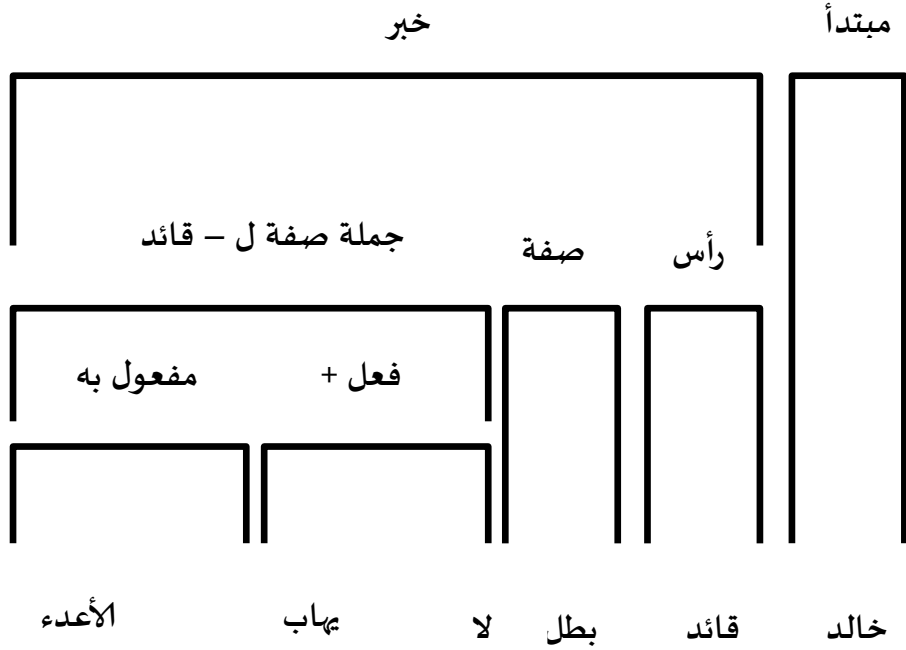 مبتدأ خبر
رأس صفة جملة صفة ل – قائد
فعل + مفعول به
خالد قائد بطل لا يهاب الأعدء